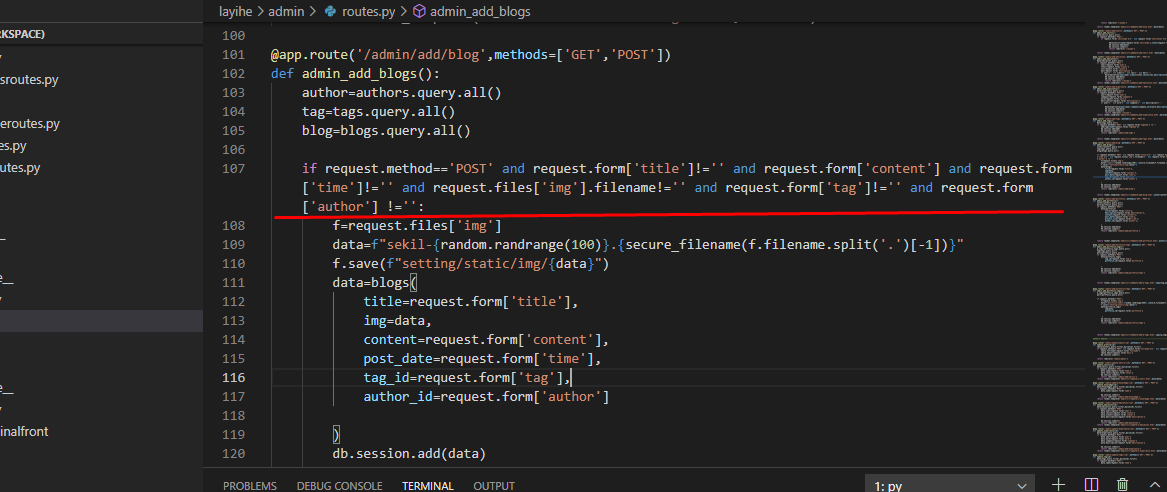 layihe > admin > routes.py > admin_add_blogs
KSPACE)
sroutes.py
eroutes.py
es.py
utes.py
inalfront
100
101 @app.route('/admin/add/blog',methods=['GET','POST'])
102 def admin_add_blogs():
103 author=authors.query.all()
104 tag=tags.query.all()
105 blog=blogs.query.all()
106
107 if request.method=='POST' and request.form['title']!='' and request.form['content'] and request.form
['time']!='' and request.files['img'].filename!='' and request.form['tag']!='' and request.form
['author'] !='':
108 f=request.files['img']
109 data=f"sekil-{random.randrange(100)}.{secure_filename(f.filename.split('.')[-1])}"
110 f.save(f"setting/static/img/{data}")
111 data=blogs(
112 title=request.form['title'],
113 img=data,
114 content=request.form['content'],
115 post_date=request.form['time'],
116 tag_id=request.form['tag'],
117 author_id=request.form['author']
118
119 )
120 db.session.add(data)
PROBLEMS DEBUG CONSOLE TERMINAL OUTPUT 1: py